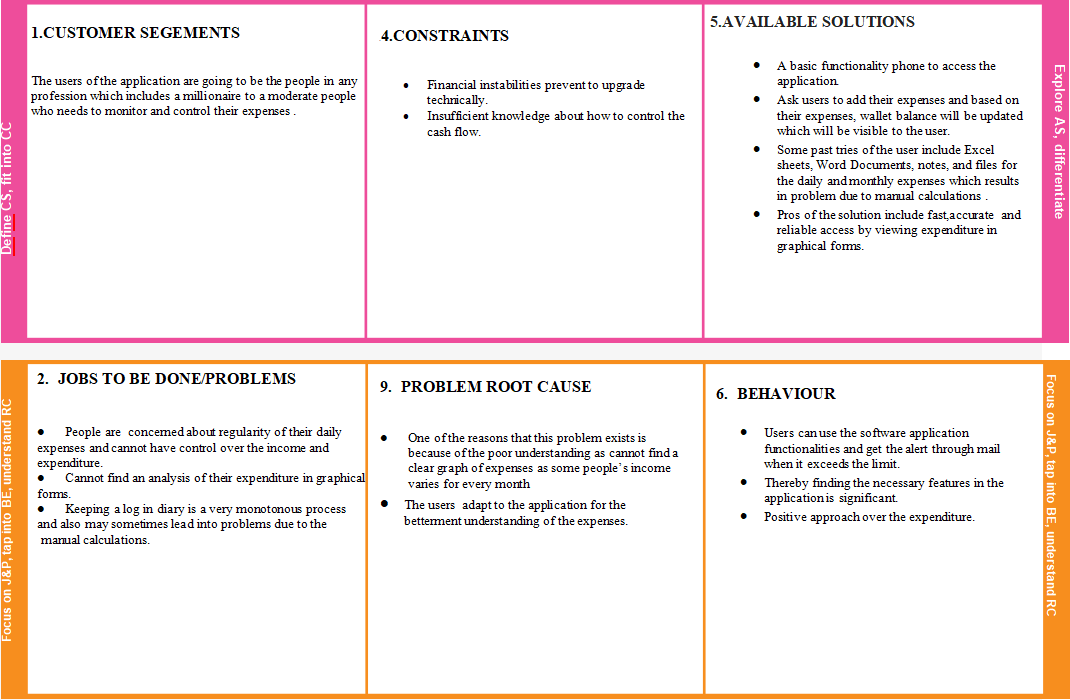 1.CUSTOMER SEGEMENTS
The users of the application are going to be the people in any
profession which includes a millionaire to a moderate people
who needs to monitor and control their expenses .
4.CONSTRAINTS
● Financial instabilities prevent to upgrade
technically.
● Insufficient knowledge about how to control the
cash flow.
5.AVAILABLE SOLUTIONS
● A basic functionality phone to access the
application.
● Ask users to add their expenses and based on
their expenses, wallet balance will be updated
which will be visible to the user.
● Some past tries of the user include Excel
sheets, Word Documents, notes, and files for
the daily and monthly expenses which results
in problem due to manual calculations .
● Pros of the solution include fast,accurate and
reliable access by viewing expenditure in
graphical forms.
Define CS, fit into CC
Explore AS, differentiate
2. JOBS TO BE DONE/PROBLEMS
● People are concerned about regularity of their daily
expenses and cannot have control over the income and
expenditure.
● Cannot find an analysis of their expenditure in graphical
forms.
● Keeping a log in diary is a very monotonous process
and also may sometimes lead into problems due to the
manual calculations.
9. PROBLEM ROOT CAUSE
● One of the reasons that this problem exists is
because of the poor understanding as cannot find a
clear graph of expenses as some people's income
varies for every month
● The users adapt to the application for the
betterment understanding of the expenses.
6. BEHAVIOUR
● Users can use the software application
functionalities and get the alert through mail
when it exceeds the limit.
● Thereby finding the necessary features in the
application is significant.
● Positive approach over the expenditure.
Focus on J&P, tap into BE, understand RC
Focus on J&P, tap into BE, understand RC